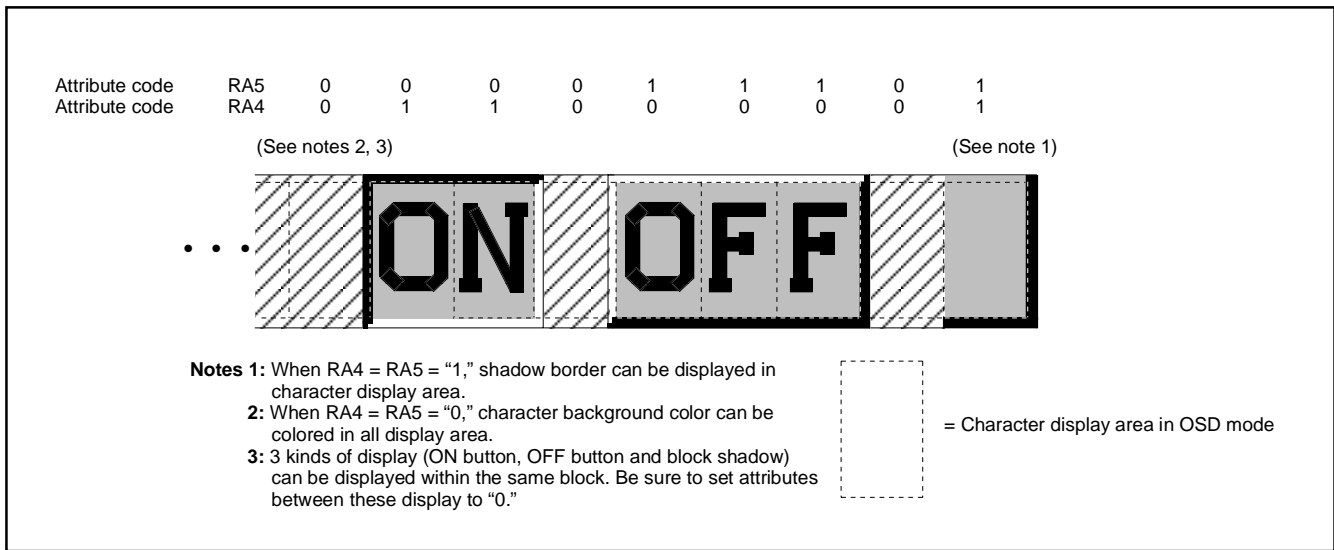 Attribute code RA5 0 0 0 0 1 1 1 0 1
Attribute code RA4 0 1 1 0 0 0 0 0 1
(See notes 2, 3) (See note 1)
• • • ON OFF
Notes 1: When RA4 = RA5 = “1,” shadow border can be displayed in
character display area.
2: When RA4 = RA5 = “0,” character background color can be
colored in all display area.
3: 3 kinds of display (ON button, OFF button and block shadow)
can be displayed within the same block. Be sure to set attributes
between these display to “0.”
= Character display area in OSD mode